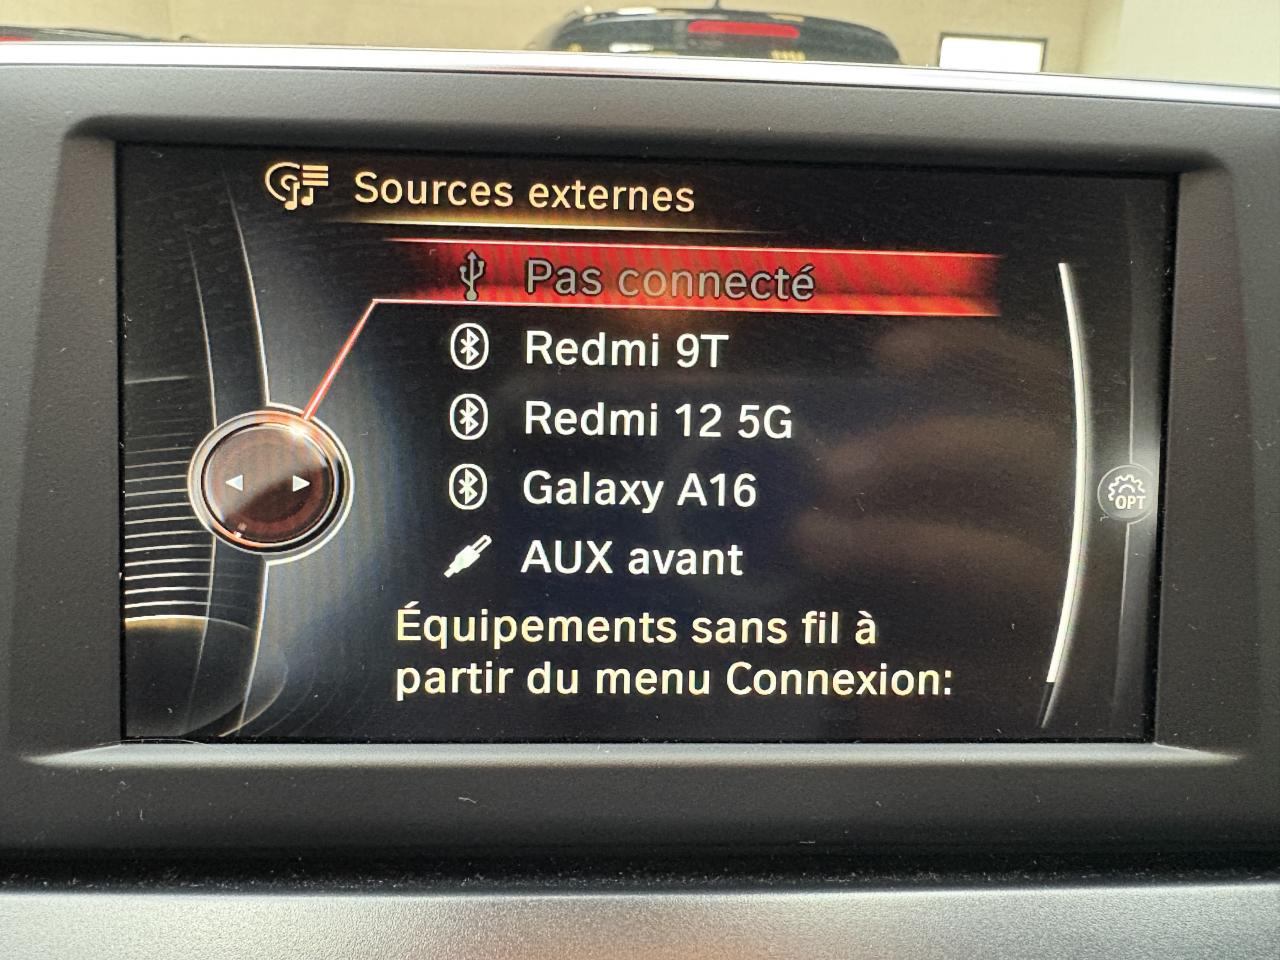 Sources externes
Pas connecté
Redmi 9T
Redmi 12 5G
Galaxy A16
AUX avant
Équipements sans fil à
partir du menu Connexion:
OPT